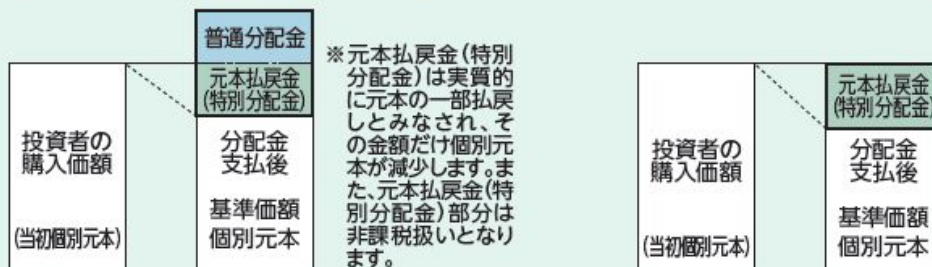 投資者の
購入価額
(当初個別元本)
普通分配金
元本払戻金
(特別分配金)
分配金
支払後
基準価額
個別元本
※元本払戻金(特別
分配金)は実質的
に元本の一部払戻
しとみなされ、そ
の金額だけ個別元
本が減少します。ま
た、元本払戻金(特
別分配金)部分は
非課税扱いとなり
ます。
投資者の
購入価額
(当初個別元本)
元本払戻金
(特別分配金)
分配金
支払後
基準価額
個別元本